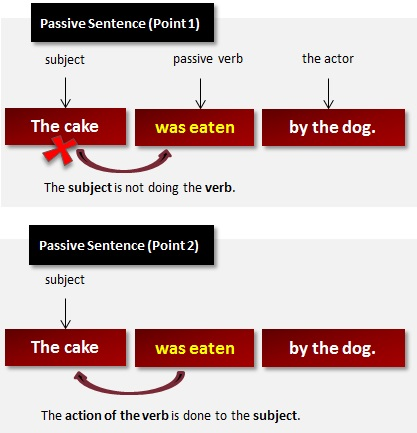 Passive Sentence (Point 1)
subject passive verb the actor
The cake was eaten by the dog.
The subject is not doing the verb.
Passive Sentence (Point 2)
subject
The cake was eaten by the dog.
The action of the verb is done to the subject.